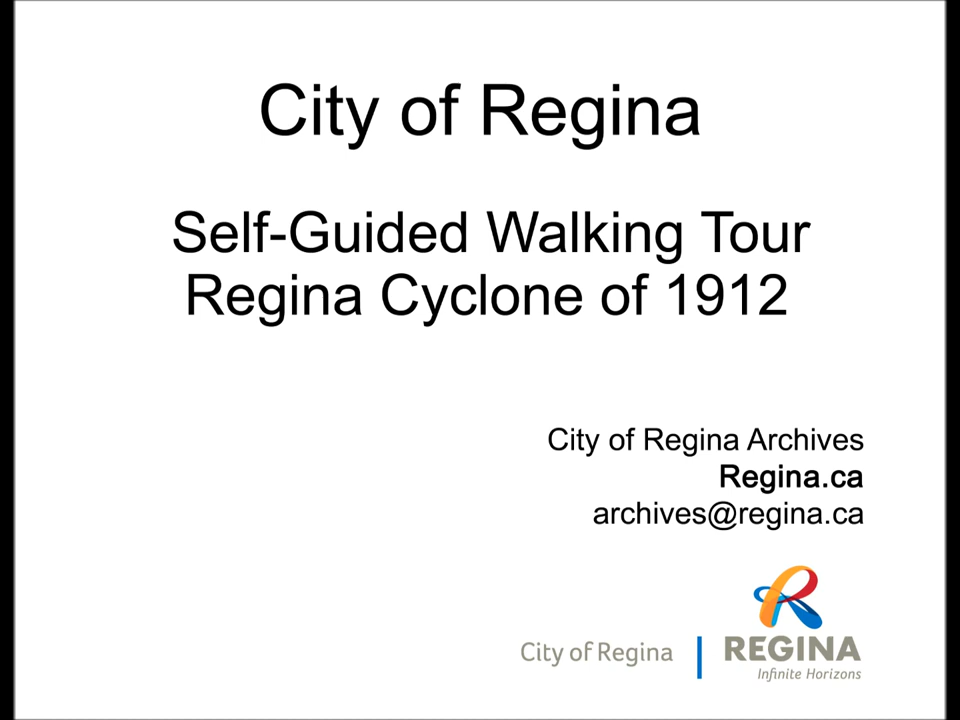 City of Regina
Self-Guided Walking Tour
Regina Cyclone of 1912
City of Regina Archives
Regina.ca
archives@regina.ca
City of Regina | REGINA
Infinite Horizons